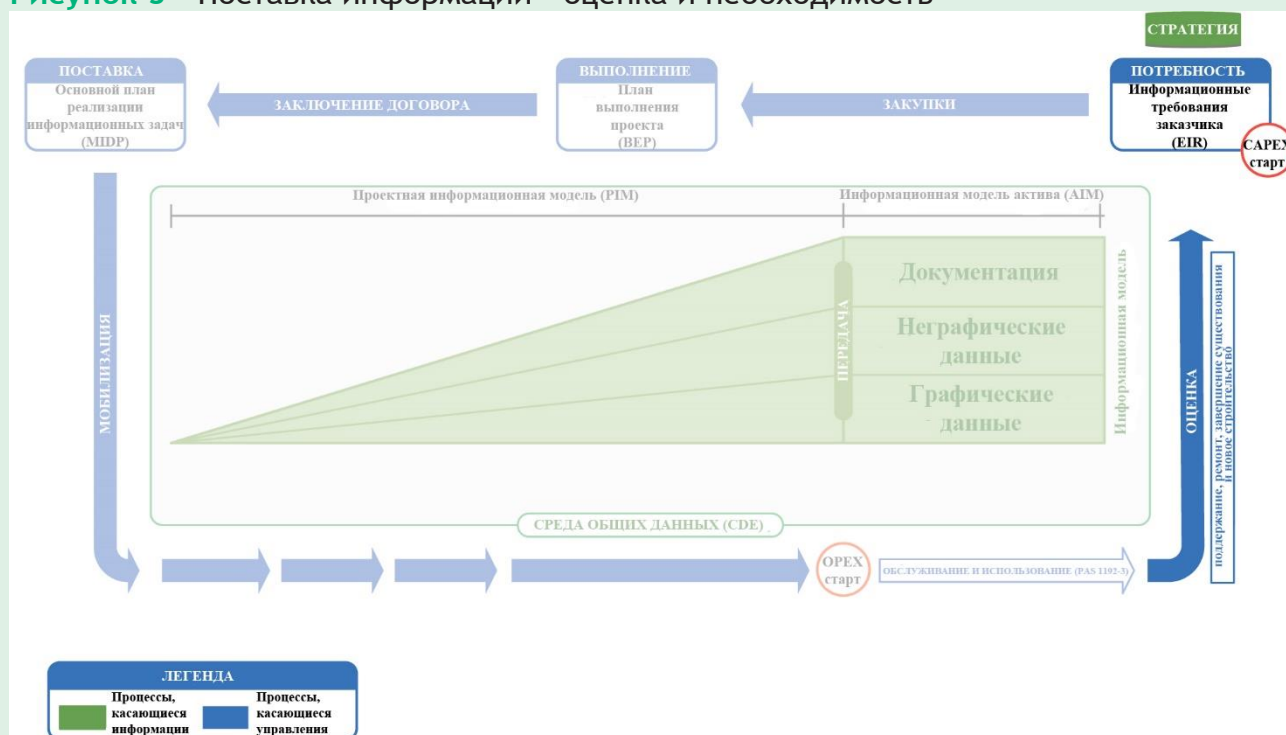 Рисунок 5 – Поставка информации – оценка и необходимость
СТРАТЕГИЯ
ПОСТАВКА
Основной план
реализации
информационных задач
(MIDP)
ЗАКЛЮЧЕНИЕ ДОГОВОРА
ВЫПОЛНЕНИЕ
План
выполнения
проекта
(BEP)
ЗАКУПКИ
ПОТРЕБНОСТЬ
Информационные
требования
заказчика
(EIR)
CAPEX
старт
Проектная информационная модель (PIM)
Информационная модель актива (AIM)
МОБИЛИЗАЦИЯ
ПЕРЕДАЧА
Документация
Неграфические
данные
Графические
данные
Информационная модель
ОЦЕНКА
поддержание, ремонт, завершение существования
и новое строительство
СРЕДА ОБЩИХ ДАННЫХ (CDE)
OPEX
старт
ОБСЛУЖИВАНИЕ И ИСПОЛЬЗОВАНИЕ (PAS 1192-3)
ЛЕГЕНДА
Процессы,
касающиеся
информации
Процессы,
касающиеся
управления